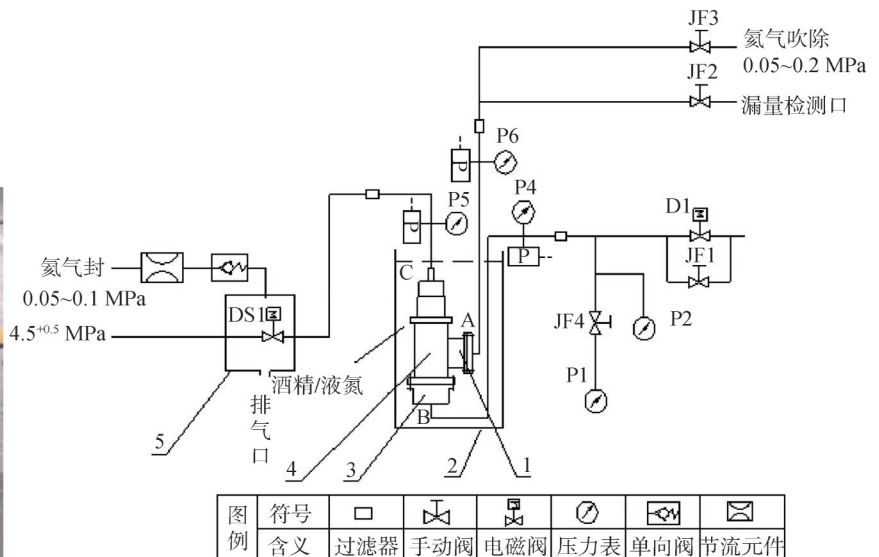 JF3
氦气吹除
0.05~0.2 MPa
JF2
漏量检测口
P6
P
P4
P5
P
D1
P
JF1
氦气封
0.05~0.1 MPa
DS1
4.5+0.5 MPa
C
A
JF4
P2
酒精/液氮
排气口
B
P1
5
4
3
2
1
图例 符号
含义 过滤器 手动阀 电磁阀 压力表 单向阀 节流元件